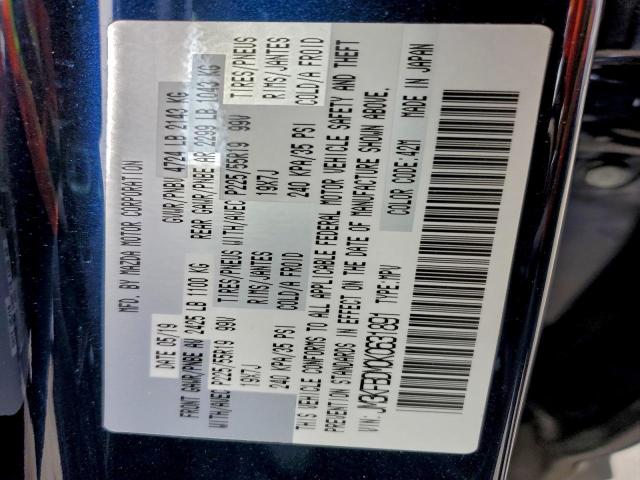 MFD. BY MAZDA MOTOR CORPORATION
DATE 05/19 GVWR/PNBV 4724 LB 2143 KG
FRONT GAWR/PNBE AV 2425 LB 1100 KG REAR GAWR/PNBE AR 2299 LB 1043 KG
WITH/AVEC P225/55R19 99V TIRES/PNEUS WITH/AVEC P225/55R19 99V TIRES/PNEUS
19X7J RIMS/JANTES 19X7J RIMS/JANTES
240 KPA/35 PSI COLD/A FROID 240 KPA/35 PSI COLD/A FROID
THIS VEHICLE CONFORMS TO ALL APPLICABLE FEDERAL MOTOR VEHICLE SAFETY AND THEFT
PREVENTION STANDARDS IN EFFECT ON THE DATE OF MANUFACTURE SHOWN ABOVE.
VIN: JM3KFBDMXK0631891 TYPE:MPV COLOR CODE:42M MADE IN JAPAN